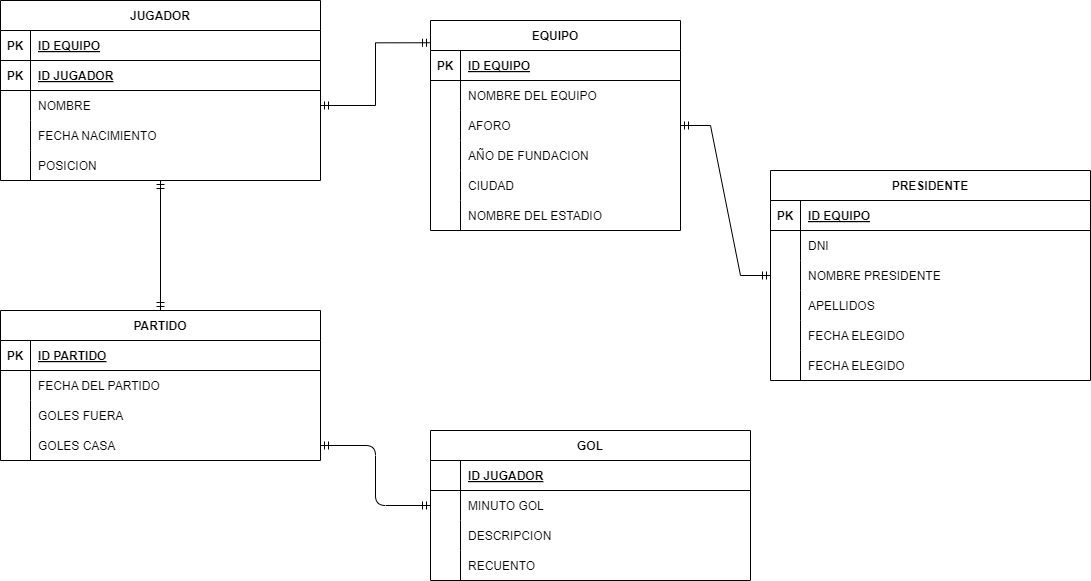 JUGADOR
PK ID EQUIPO
PK ID JUGADOR
NOMBRE
FECHA NACIMIENTO
POSICION
EQUIPO
PK ID EQUIPO
NOMBRE DEL EQUIPO
AFORO
AÑO DE FUNDACION
CIUDAD
NOMBRE DEL ESTADIO
PRESIDENTE
PK ID EQUIPO
DNI
NOMBRE PRESIDENTE
APELLIDOS
FECHA ELEGIDO
FECHA ELEGIDO
PARTIDO
PK ID PARTIDO
FECHA DEL PARTIDO
GOLES FUERA
GOLES CASA
GOL
ID JUGADOR
MINUTO GOL
DESCRIPCION
RECUENTO